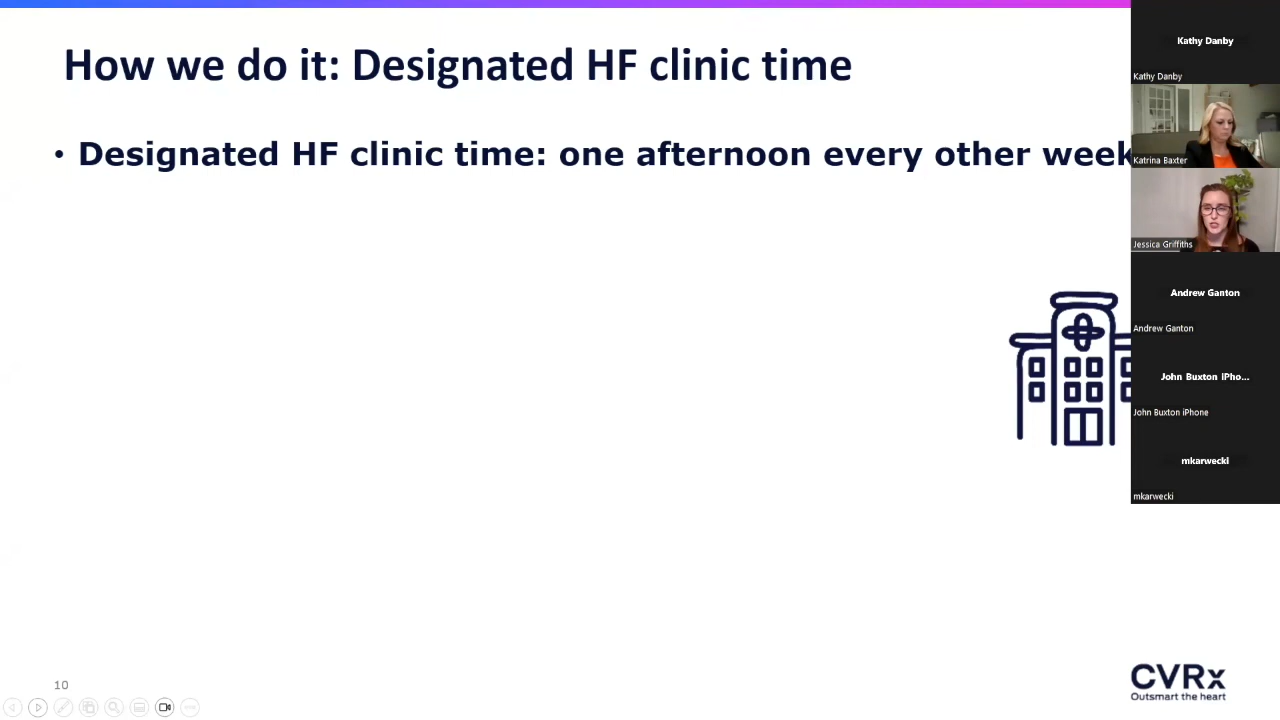 How we do it: Designated HF clinic time
• Designated HF clinic time: one afternoon every other week
Kathy Danby
Kathy Danby
Katrina Baxter
Jessica Griffiths
Andrew Ganton
Andrew Ganton
John Buxton iPho...
John Buxton iPhone
mkarwecki
mkarwecki
10
CVRx
Outsmart the heart